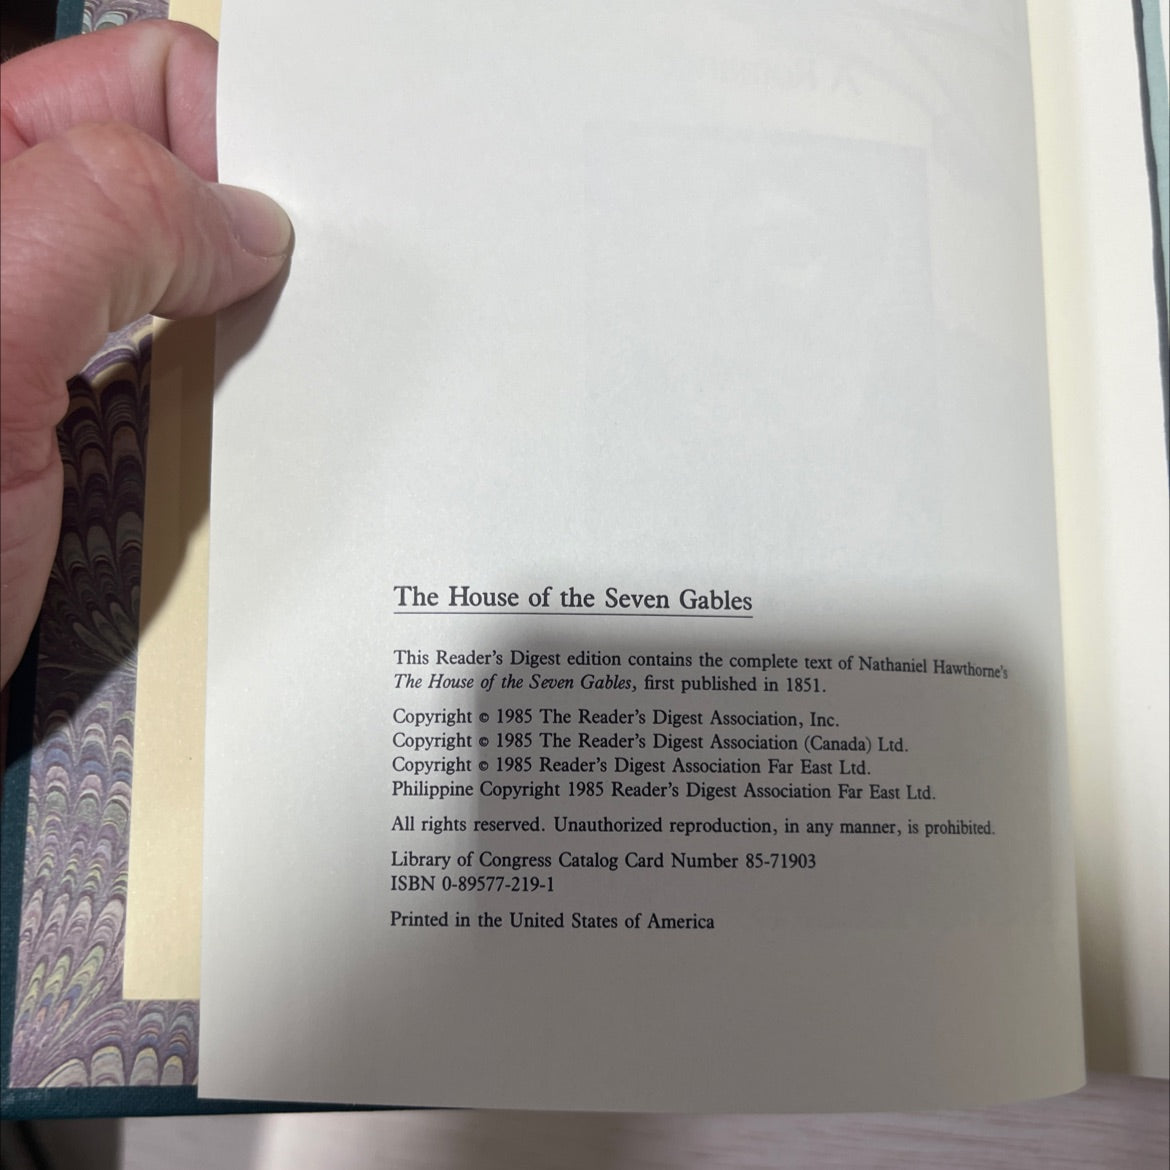 The House of the Seven Gables
This Reader's Digest edition contains the complete text of Nathaniel Hawthorne's
The House of the Seven Gables, first published in 1851.
Copyright © 1985 The Reader's Digest Association, Inc.
Copyright © 1985 The Reader's Digest Association (Canada) Ltd.
Copyright © 1985 Reader's Digest Association Far East Ltd.
Philippine Copyright 1985 Reader's Digest Association Far East Ltd.
All rights reserved. Unauthorized reproduction, in any manner, is prohibited.
Library of Congress Catalog Card Number 85-71903
ISBN 0-89577-219-1
Printed in the United States of America